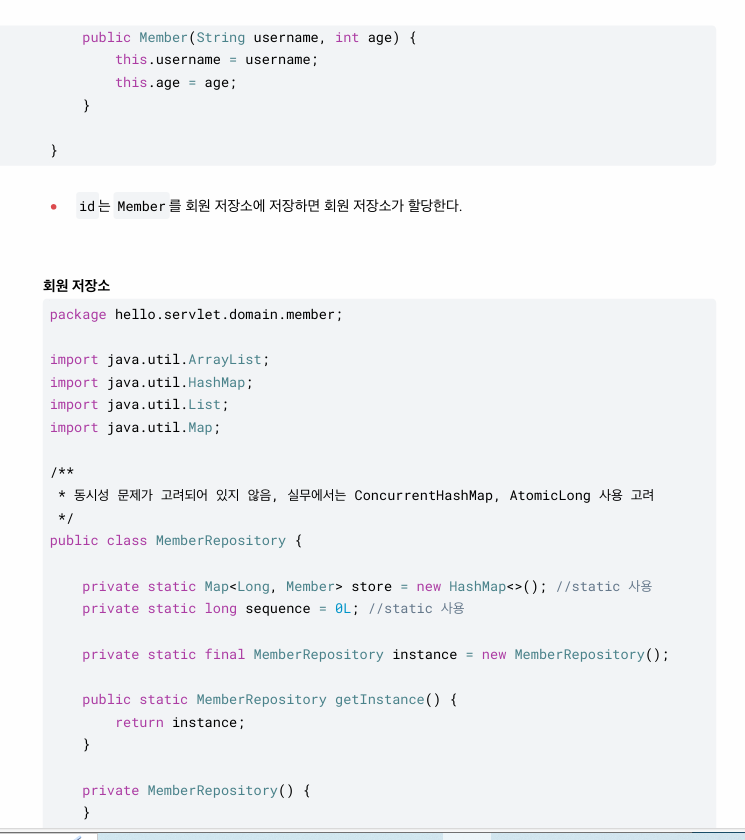 public Member(String username, int age) {
this.username = username;
this.age = age;
}
}
• id는 Member를 회원 저장소에 저장하면 회원 저장소가 할당한다.
회원 저장소
package hello.servlet.domain.member;
import java.util.ArrayList;
import java.util.HashMap;
import java.util.List;
import java.util.Map;
/**
* 동시성 문제가 고려되어 있지 않음, 실무에서는 ConcurrentHashMap, AtomicLong 사용 고려
*/
public class MemberRepository {
private static Map<Long, Member> store = new HashMap<>(); //static 사용
private static long sequence = 0L; //static 사용
private static final MemberRepository instance = new MemberRepository();
public static MemberRepository getInstance() {
return instance;
}
private MemberRepository() {
}